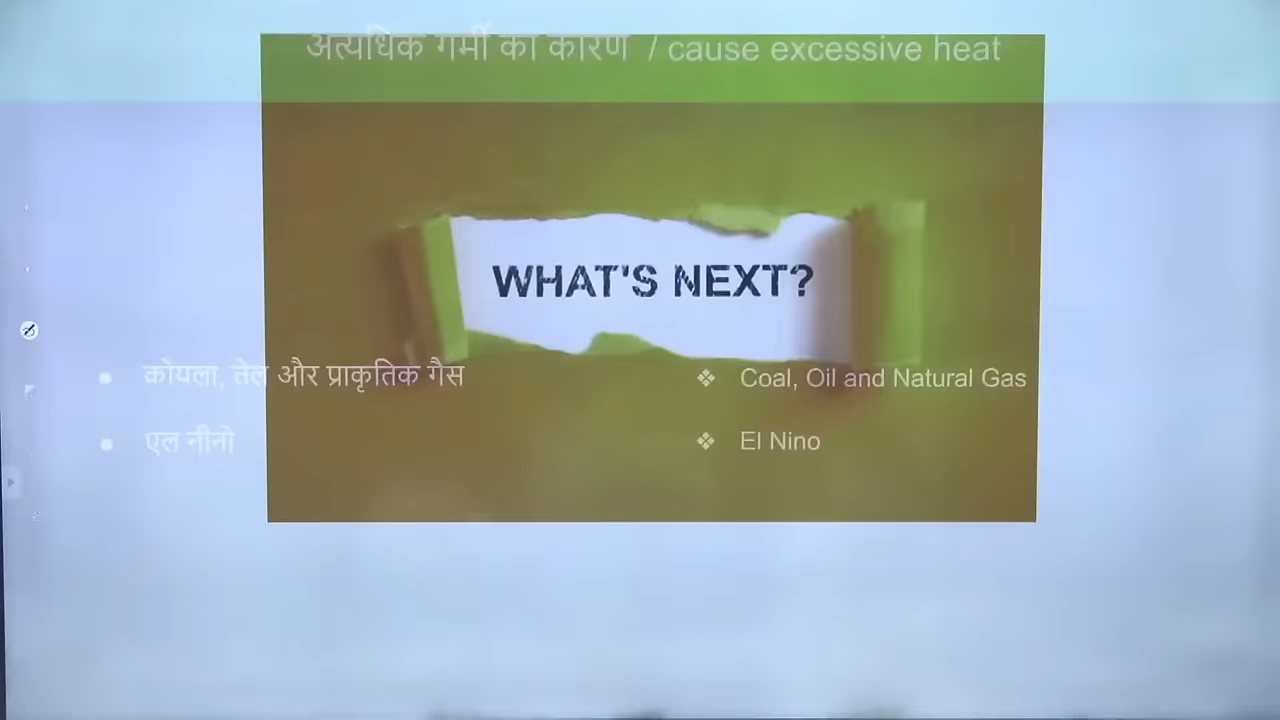 अत्यधिक गर्मी का कारण / cause excessive heat
WHAT'S NEXT?
कोयला, तेल और प्राकृतिक गैस
❖ Coal, Oil and Natural Gas
एल नीनो
❖ El Nino